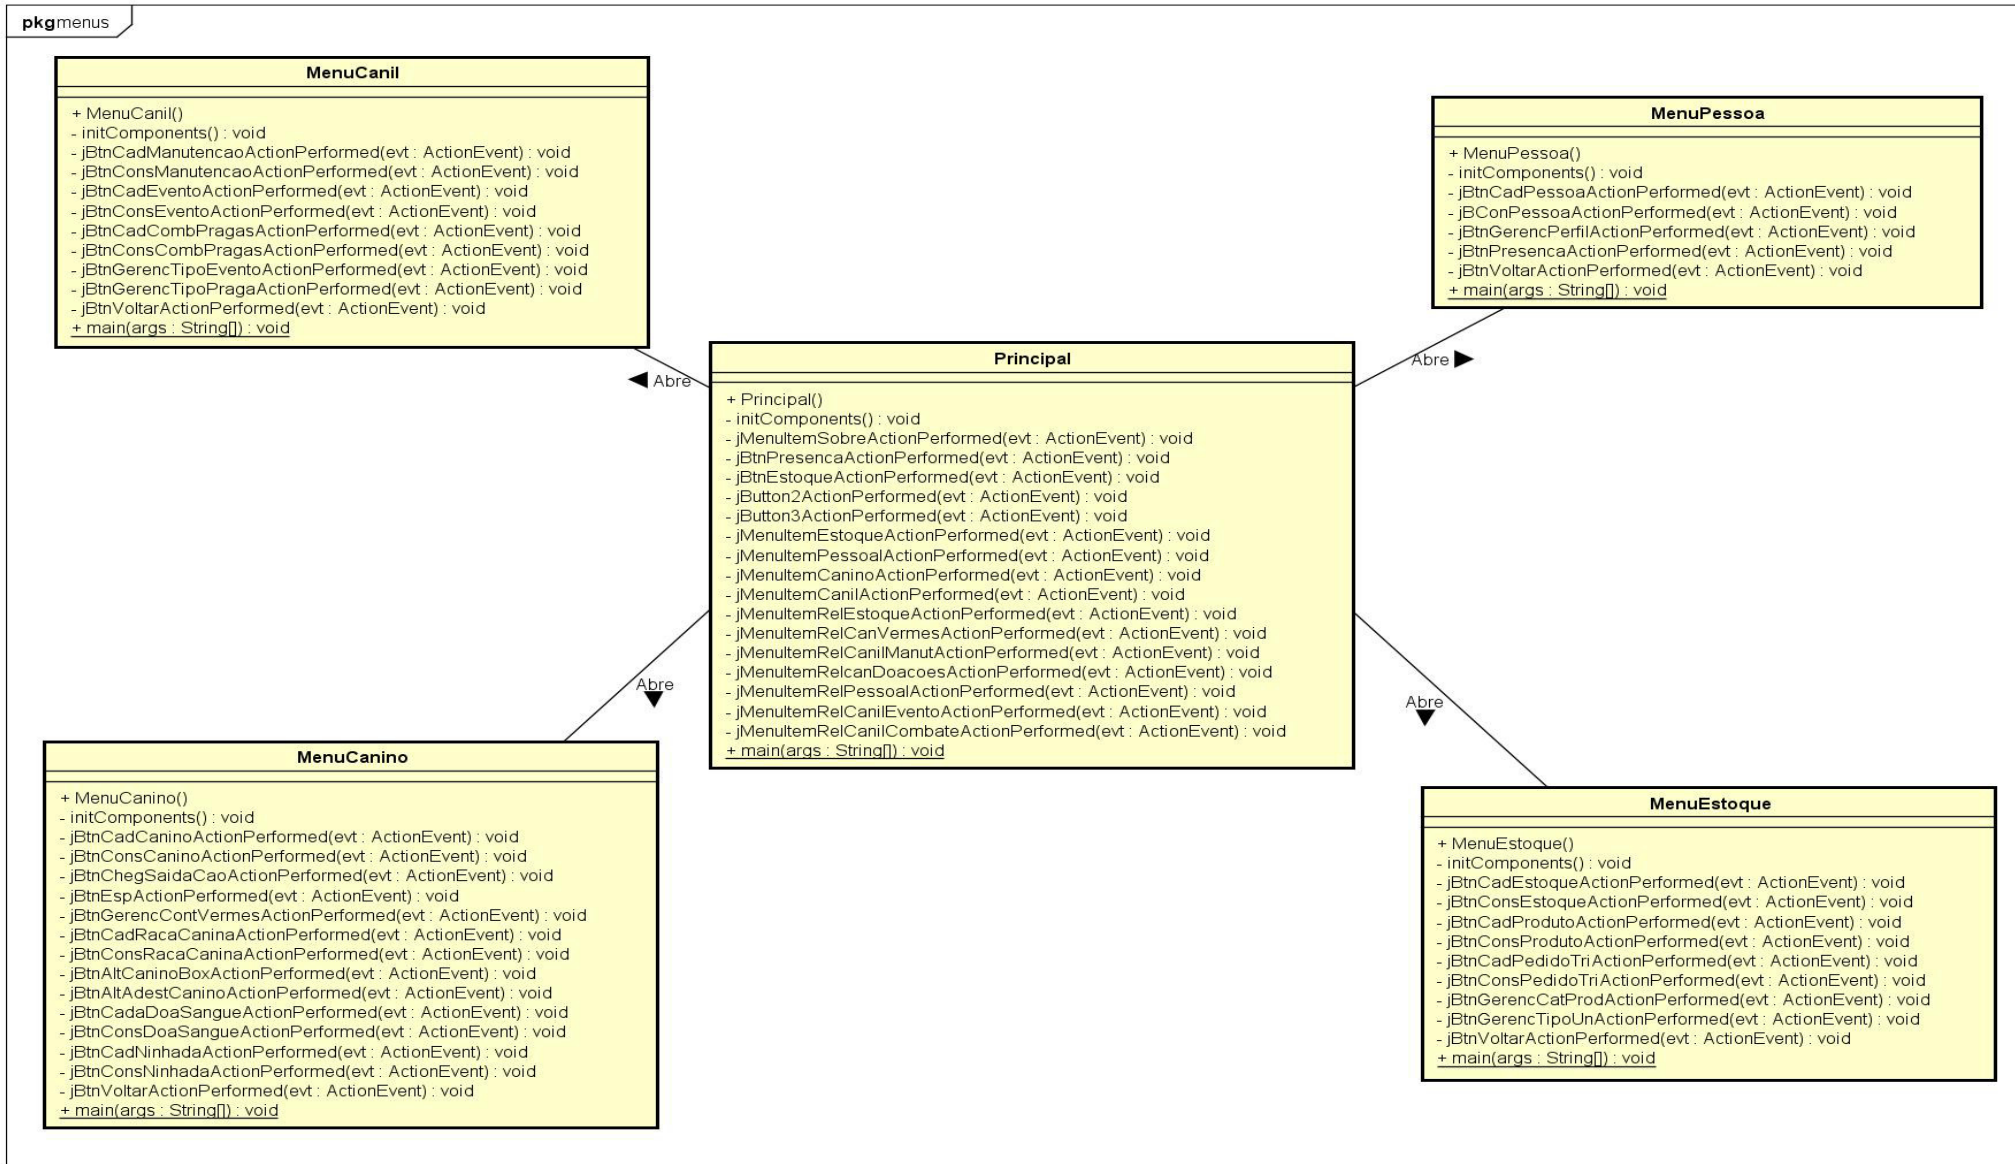 pkg menus
MenuCanil
+ MenuCanil()
- initComponents() : void
- jBtnCadManutencaoActionPerformed(evt : ActionEvent) : void
- jBtnConsManutencaoActionPerformed(evt : ActionEvent) : void
- jBtnCadEventoActionPerformed(evt : ActionEvent) : void
- jBtnConsEventoActionPerformed(evt : ActionEvent) : void
- jBtnCadCombPragasActionPerformed(evt : ActionEvent) : void
- jBtnConsCombPragasActionPerformed(evt : ActionEvent) : void
- jBtnGerencTipoEventoActionPerformed(evt : ActionEvent) : void
- jBtnGerencTipoPragaActionPerformed(evt : ActionEvent) : void
- jBtnVoltarActionPerformed(evt : ActionEvent) : void
+ main(args : String[]) : void
MenuPessoa
+ MenuPessoa()
- initComponents() : void
- jBtnCadPessoaActionPerformed(evt : ActionEvent) : void
- jBConPessoaActionPerformed(evt : ActionEvent) : void
- jBtnGerencPerfilActionPerformed(evt : ActionEvent) : void
- jBtnPresencaActionPerformed(evt : ActionEvent) : void
- jBtnVoltarActionPerformed(evt : ActionEvent) : void
+ main(args : String[]) : void
Abre
Abre
Principal
+ Principal()
- initComponents() : void
- jMenuItemSobreActionPerformed(evt : ActionEvent) : void
- jBtnPresencaActionPerformed(evt : ActionEvent) : void
- jBtnEstoqueActionPerformed(evt : ActionEvent) : void
- jButton2ActionPerformed(evt : ActionEvent) : void
- jButton3ActionPerformed(evt : ActionEvent) : void
- jMenuItemEstoqueActionPerformed(evt : ActionEvent) : void
- jMenuItemPessoalActionPerformed(evt : ActionEvent) : void
- jMenuItemCaninoActionPerformed(evt : ActionEvent) : void
- jMenuItemCanilActionPerformed(evt : ActionEvent) : void
- jMenuItemRelEstoqueActionPerformed(evt : ActionEvent) : void
- jMenuItemRelCanVermesActionPerformed(evt : ActionEvent) : void
- jMenuItemRelCanilManutActionPerformed(evt : ActionEvent) : void
- jMenuItemRelcanDoacoesActionPerformed(evt : ActionEvent) : void
- jMenuItemRelPessoalActionPerformed(evt : ActionEvent) : void
- jMenuItemRelCanilEventoActionPerformed(evt : ActionEvent) : void
- jMenuItemRelCanilCombateActionPerformed(evt : ActionEvent) : void
+ main(args : String[]) : void
Abre
Abre
MenuCanino
+ MenuCanino()
- initComponents() : void
- jBtnCadCaninoActionPerformed(evt : ActionEvent) : void
- jBtnConsCaninoActionPerformed(evt : ActionEvent) : void
- jBtnChegSaidaCaoActionPerformed(evt : ActionEvent) : void
- jBtnEspActionPerformed(evt : ActionEvent) : void
- jBtnGerencContVermesActionPerformed(evt : ActionEvent) : void
- jBtnCadRacaCaninaActionPerformed(evt : ActionEvent) : void
- jBtnConsRacaCaninaActionPerformed(evt : ActionEvent) : void
- jBtnAltCaninoBoxActionPerformed(evt : ActionEvent) : void
- jBtnAltAdestCaninoActionPerformed(evt : ActionEvent) : void
- jBtnCadaDoaSangueActionPerformed(evt : ActionEvent) : void
- jBtnConsDoaSangueActionPerformed(evt : ActionEvent) : void
- jBtnCadNinhadaActionPerformed(evt : ActionEvent) : void
- jBtnConsNinhadaActionPerformed(evt : ActionEvent) : void
- jBtnVoltarActionPerformed(evt : ActionEvent) : void
+ main(args : String[]) : void
MenuEstoque
+ MenuEstoque()
- initComponents() : void
- jBtnCadEstoqueActionPerformed(evt : ActionEvent) : void
- jBtnConsEstoqueActionPerformed(evt : ActionEvent) : void
- jBtnCadProdutoActionPerformed(evt : ActionEvent) : void
- jBtnConsProdutoActionPerformed(evt : ActionEvent) : void
- jBtnCadPedidoTriActionPerformed(evt : ActionEvent) : void
- jBtnConsPedidoTriActionPerformed(evt : ActionEvent) : void
- jBtnGerencCatProdActionPerformed(evt : ActionEvent) : void
- jBtnGerencTipoUnActionPerformed(evt : ActionEvent) : void
- jBtnVoltarActionPerformed(evt : ActionEvent) : void
+ main(args : String[]) : void